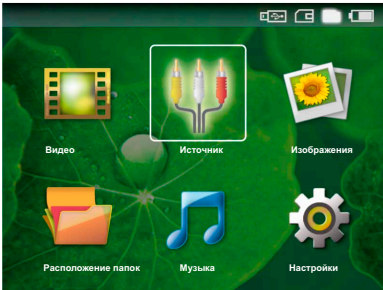 Видео
Источник
Изображения
Расположение папок
Музыка
Настройки